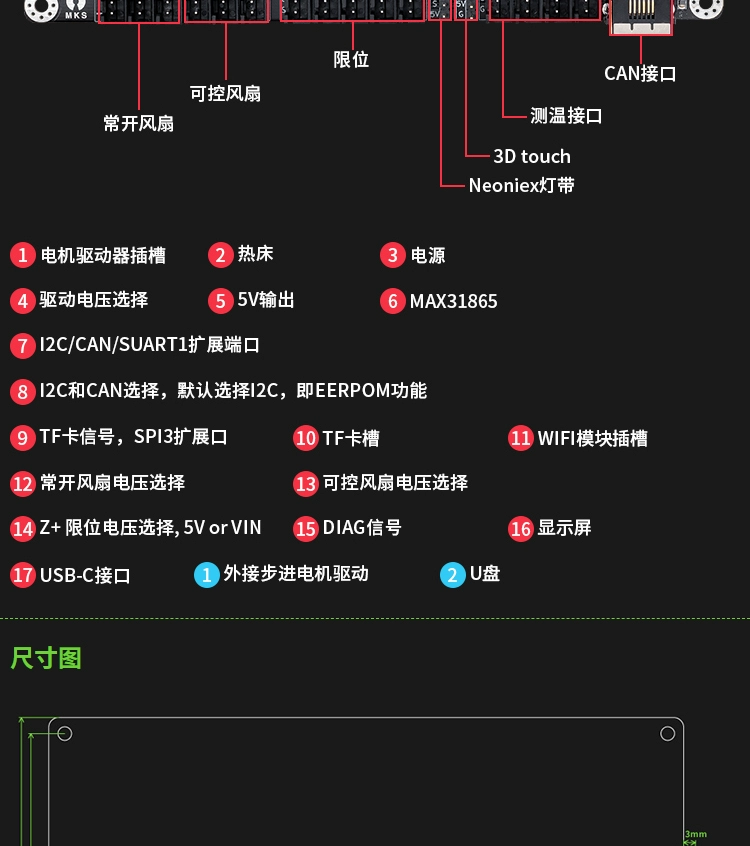 MKS
S
S
5V
5V
G
G
限位
CAN接口
可控风扇
测温接口
常开风扇
3D touch
Neoniex灯带
1 电机驱动器插槽 2 热床 3 电源
4 驱动电压选择 5 5V输出 6 MAX31865
7 I2C/CAN/SUART1扩展端口
8 I2C和CAN选择，默认选择I2C，即EERPOM功能
9 TF卡信号，SPI3扩展口 10 TF卡槽 11 WIFI模块插槽
12 常开风扇电压选择 13 可控风扇电压选择
14 Z+ 限位电压选择, 5V or VIN 15 DIAG信号 16 显示屏
17 USB-C接口 1 外接步进电机驱动 2 U盘
尺寸图
3mm